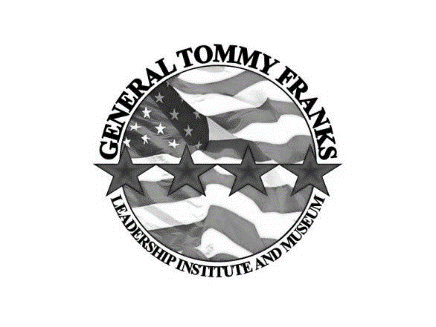 GENERAL TOMMY FRANKS
LEADERSHIP INSTITUTE AND MUSEUM